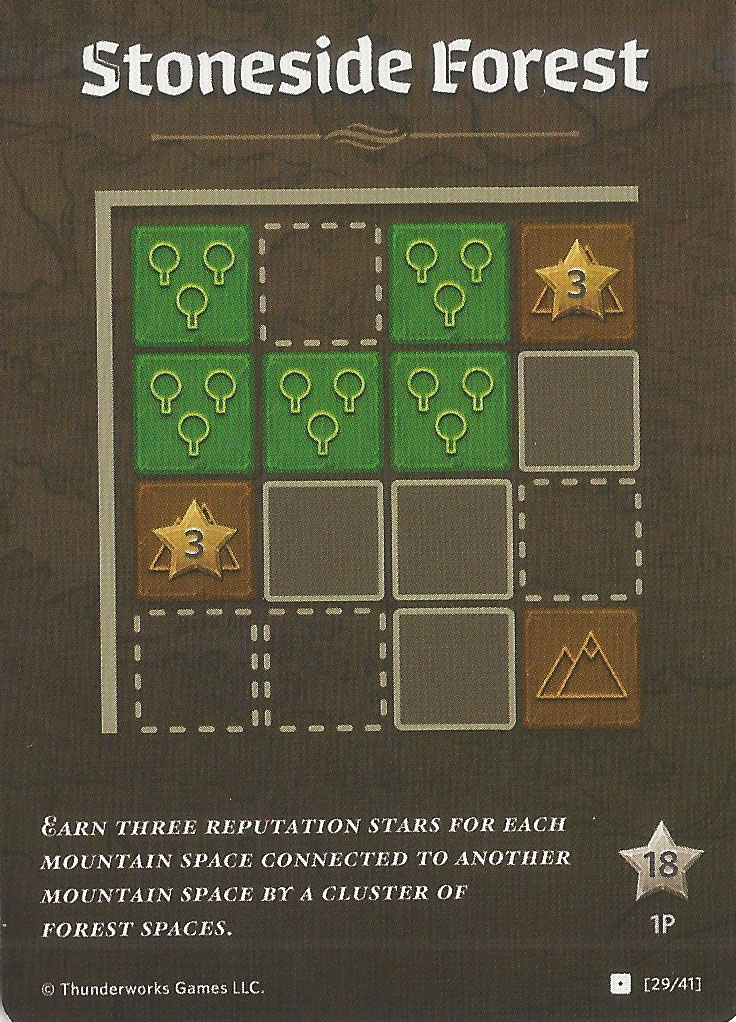 Stoneside Forest
3
3
Earn three reputation stars for each
mountain space connected to another
mountain space by a cluster of
forest spaces.
18
1P
© Thunderworks Games LLC.
[29/41]